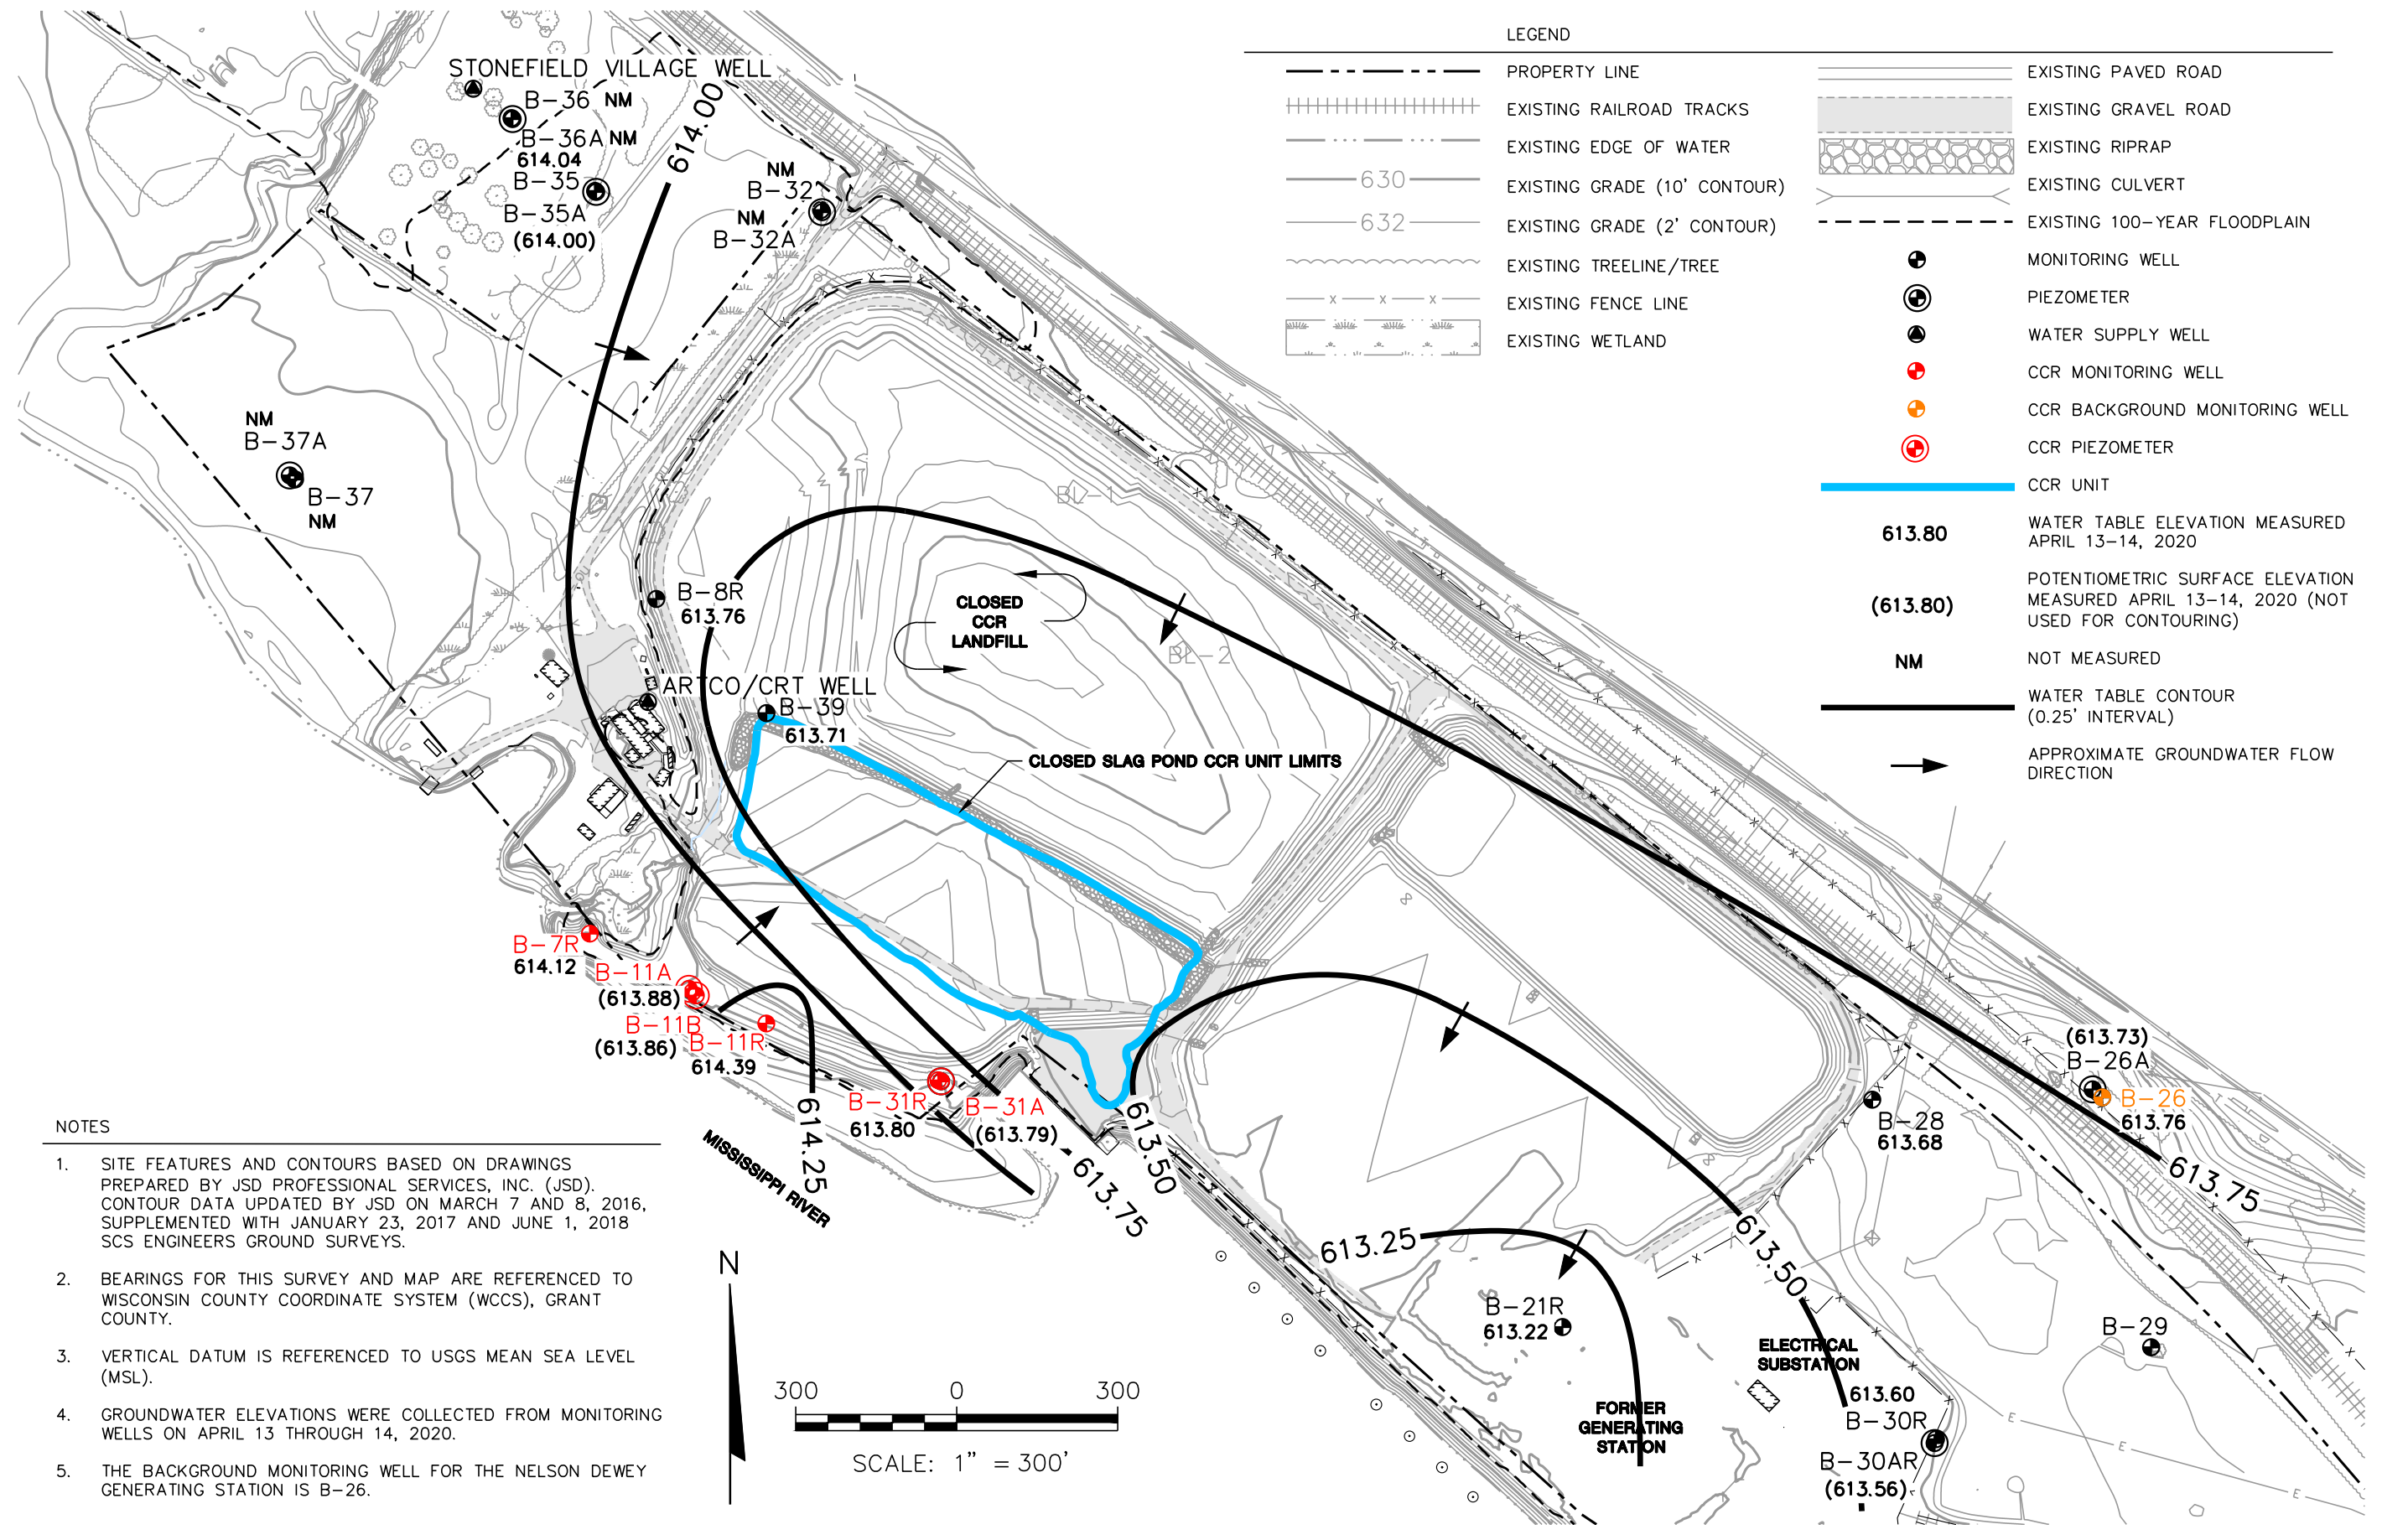 LEGEND
PROPERTY LINE
EXISTING RAILROAD TRACKS
EXISTING EDGE OF WATER
630
EXISTING GRADE (10' CONTOUR)
632
EXISTING GRADE (2' CONTOUR)
EXISTING TREELINE/TREE
EXISTING FENCE LINE
EXISTING WETLAND
EXISTING PAVED ROAD
EXISTING GRAVEL ROAD
EXISTING RIPRAP
EXISTING CULVERT
EXISTING 100-YEAR FLOODPLAIN
MONITORING WELL
PIEZOMETER
WATER SUPPLY WELL
CCR MONITORING WELL
CCR BACKGROUND MONITORING WELL
CCR PIEZOMETER
CCR UNIT
613.80
WATER TABLE ELEVATION MEASURED
APRIL 13-14, 2020
(613.80)
POTENTIOMETRIC SURFACE ELEVATION
MEASURED APRIL 13-14, 2020 (NOT
USED FOR CONTOURING)
NM
NOT MEASURED
WATER TABLE CONTOUR
(0.25' INTERVAL)
APPROXIMATE GROUNDWATER FLOW
DIRECTION
STONEFIELD VILLAGE WELL
B-36 NM
B-36A NM
614.04
B-35
B-35A
(614.00)
614.00
NM
B-32
NM
B-32A
NM
B-37A
B-37
NM
BL-1
B-8R
613.76
CLOSED
CCR
LANDFILL
BL-2
ARTCO/CRT WELL
B-39
613.71
CLOSED SLAG POND CCR UNIT LIMITS
B-7R
614.12
B-11A
(613.88)
B-11B
(613.86)
B-11R
614.39
B-31R
613.80
B-31A
(613.79)
614.25
613.75
613.50
MISSISSIPPI RIVER
(613.73)
B-26A
B-26
613.76
B-28
613.68
613.75
613.50
613.25
B-21R
613.22
ELECTRICAL
SUBSTATION
FORMER
GENERATING
STATION
613.60
B-30R
B-30AR
(613.56)
B-29
E
E
E
NOTES
1. SITE FEATURES AND CONTOURS BASED ON DRAWINGS
PREPARED BY JSD PROFESSIONAL SERVICES, INC. (JSD).
CONTOUR DATA UPDATED BY JSD ON MARCH 7 AND 8, 2016,
SUPPLEMENTED WITH JANUARY 23, 2017 AND JUNE 1, 2018
SCS ENGINEERS GROUND SURVEYS.
2. BEARINGS FOR THIS SURVEY AND MAP ARE REFERENCED TO
WISCONSIN COUNTY COORDINATE SYSTEM (WCCS), GRANT
COUNTY.
3. VERTICAL DATUM IS REFERENCED TO USGS MEAN SEA LEVEL
(MSL).
4. GROUNDWATER ELEVATIONS WERE COLLECTED FROM MONITORING
WELLS ON APRIL 13 THROUGH 14, 2020.
5. THE BACKGROUND MONITORING WELL FOR THE NELSON DEWEY
GENERATING STATION IS B-26.
N
300 0 300
SCALE: 1" = 300'